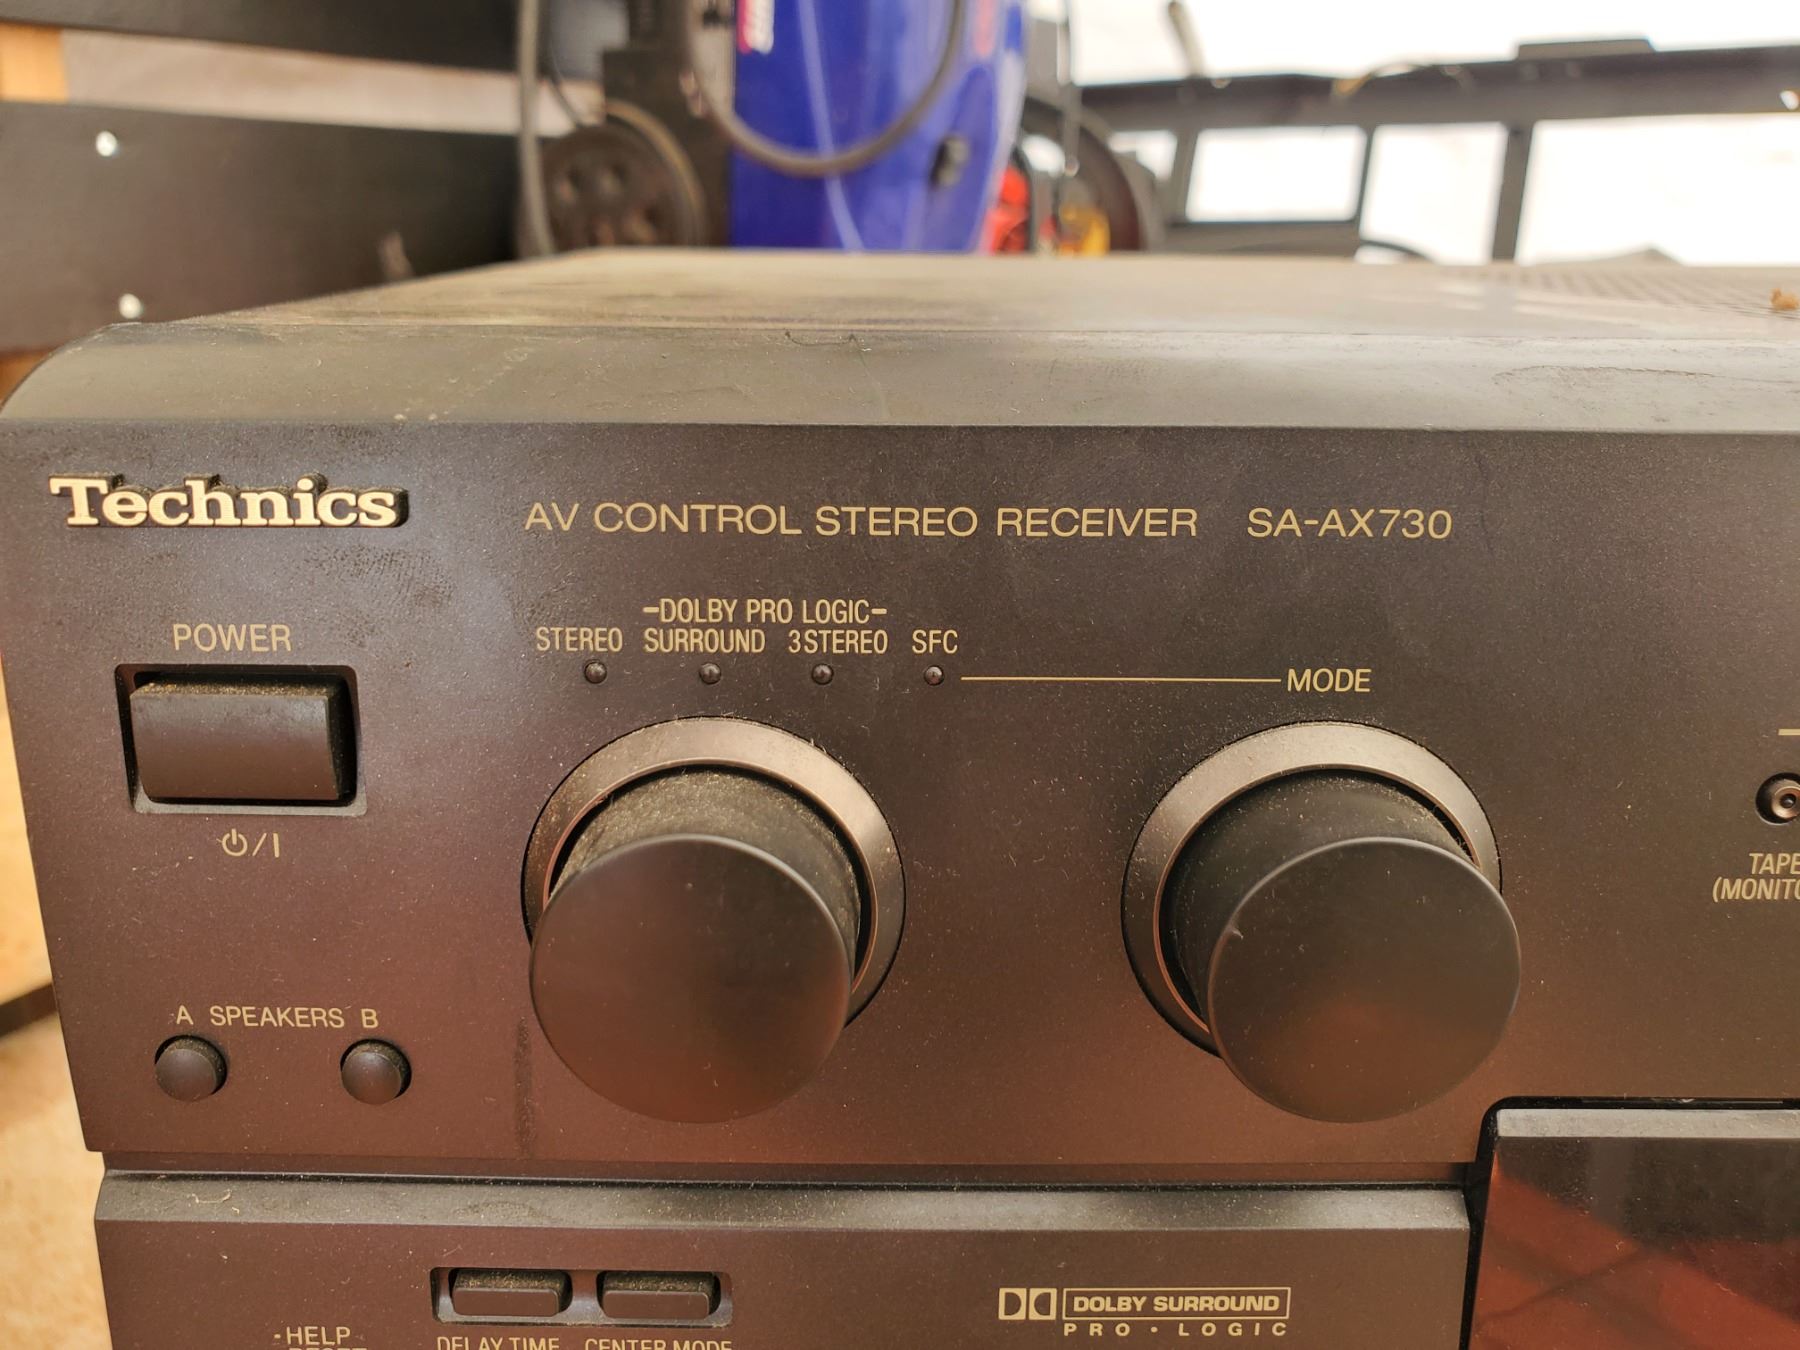 Technics
AV CONTROL STEREO RECEIVER SA-AX730
POWER
-DOLBY PRO LOGIC-
STEREO SURROUND 3STEREO SFC
MODE
⏻/I
TAPE
A SPEAKERS B
DOLBY SURROUND
PRO • LOGIC
-HELP
DELAY TIME CENTER MODE